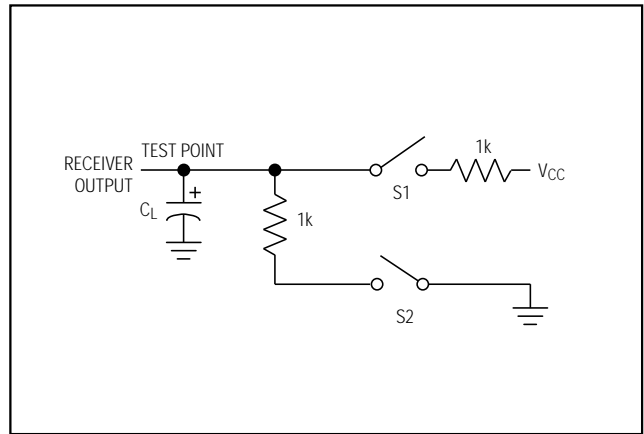 TEST POINT
RECEIVER
OUTPUT
+
CL
1k
S1
1k
VCC
S2